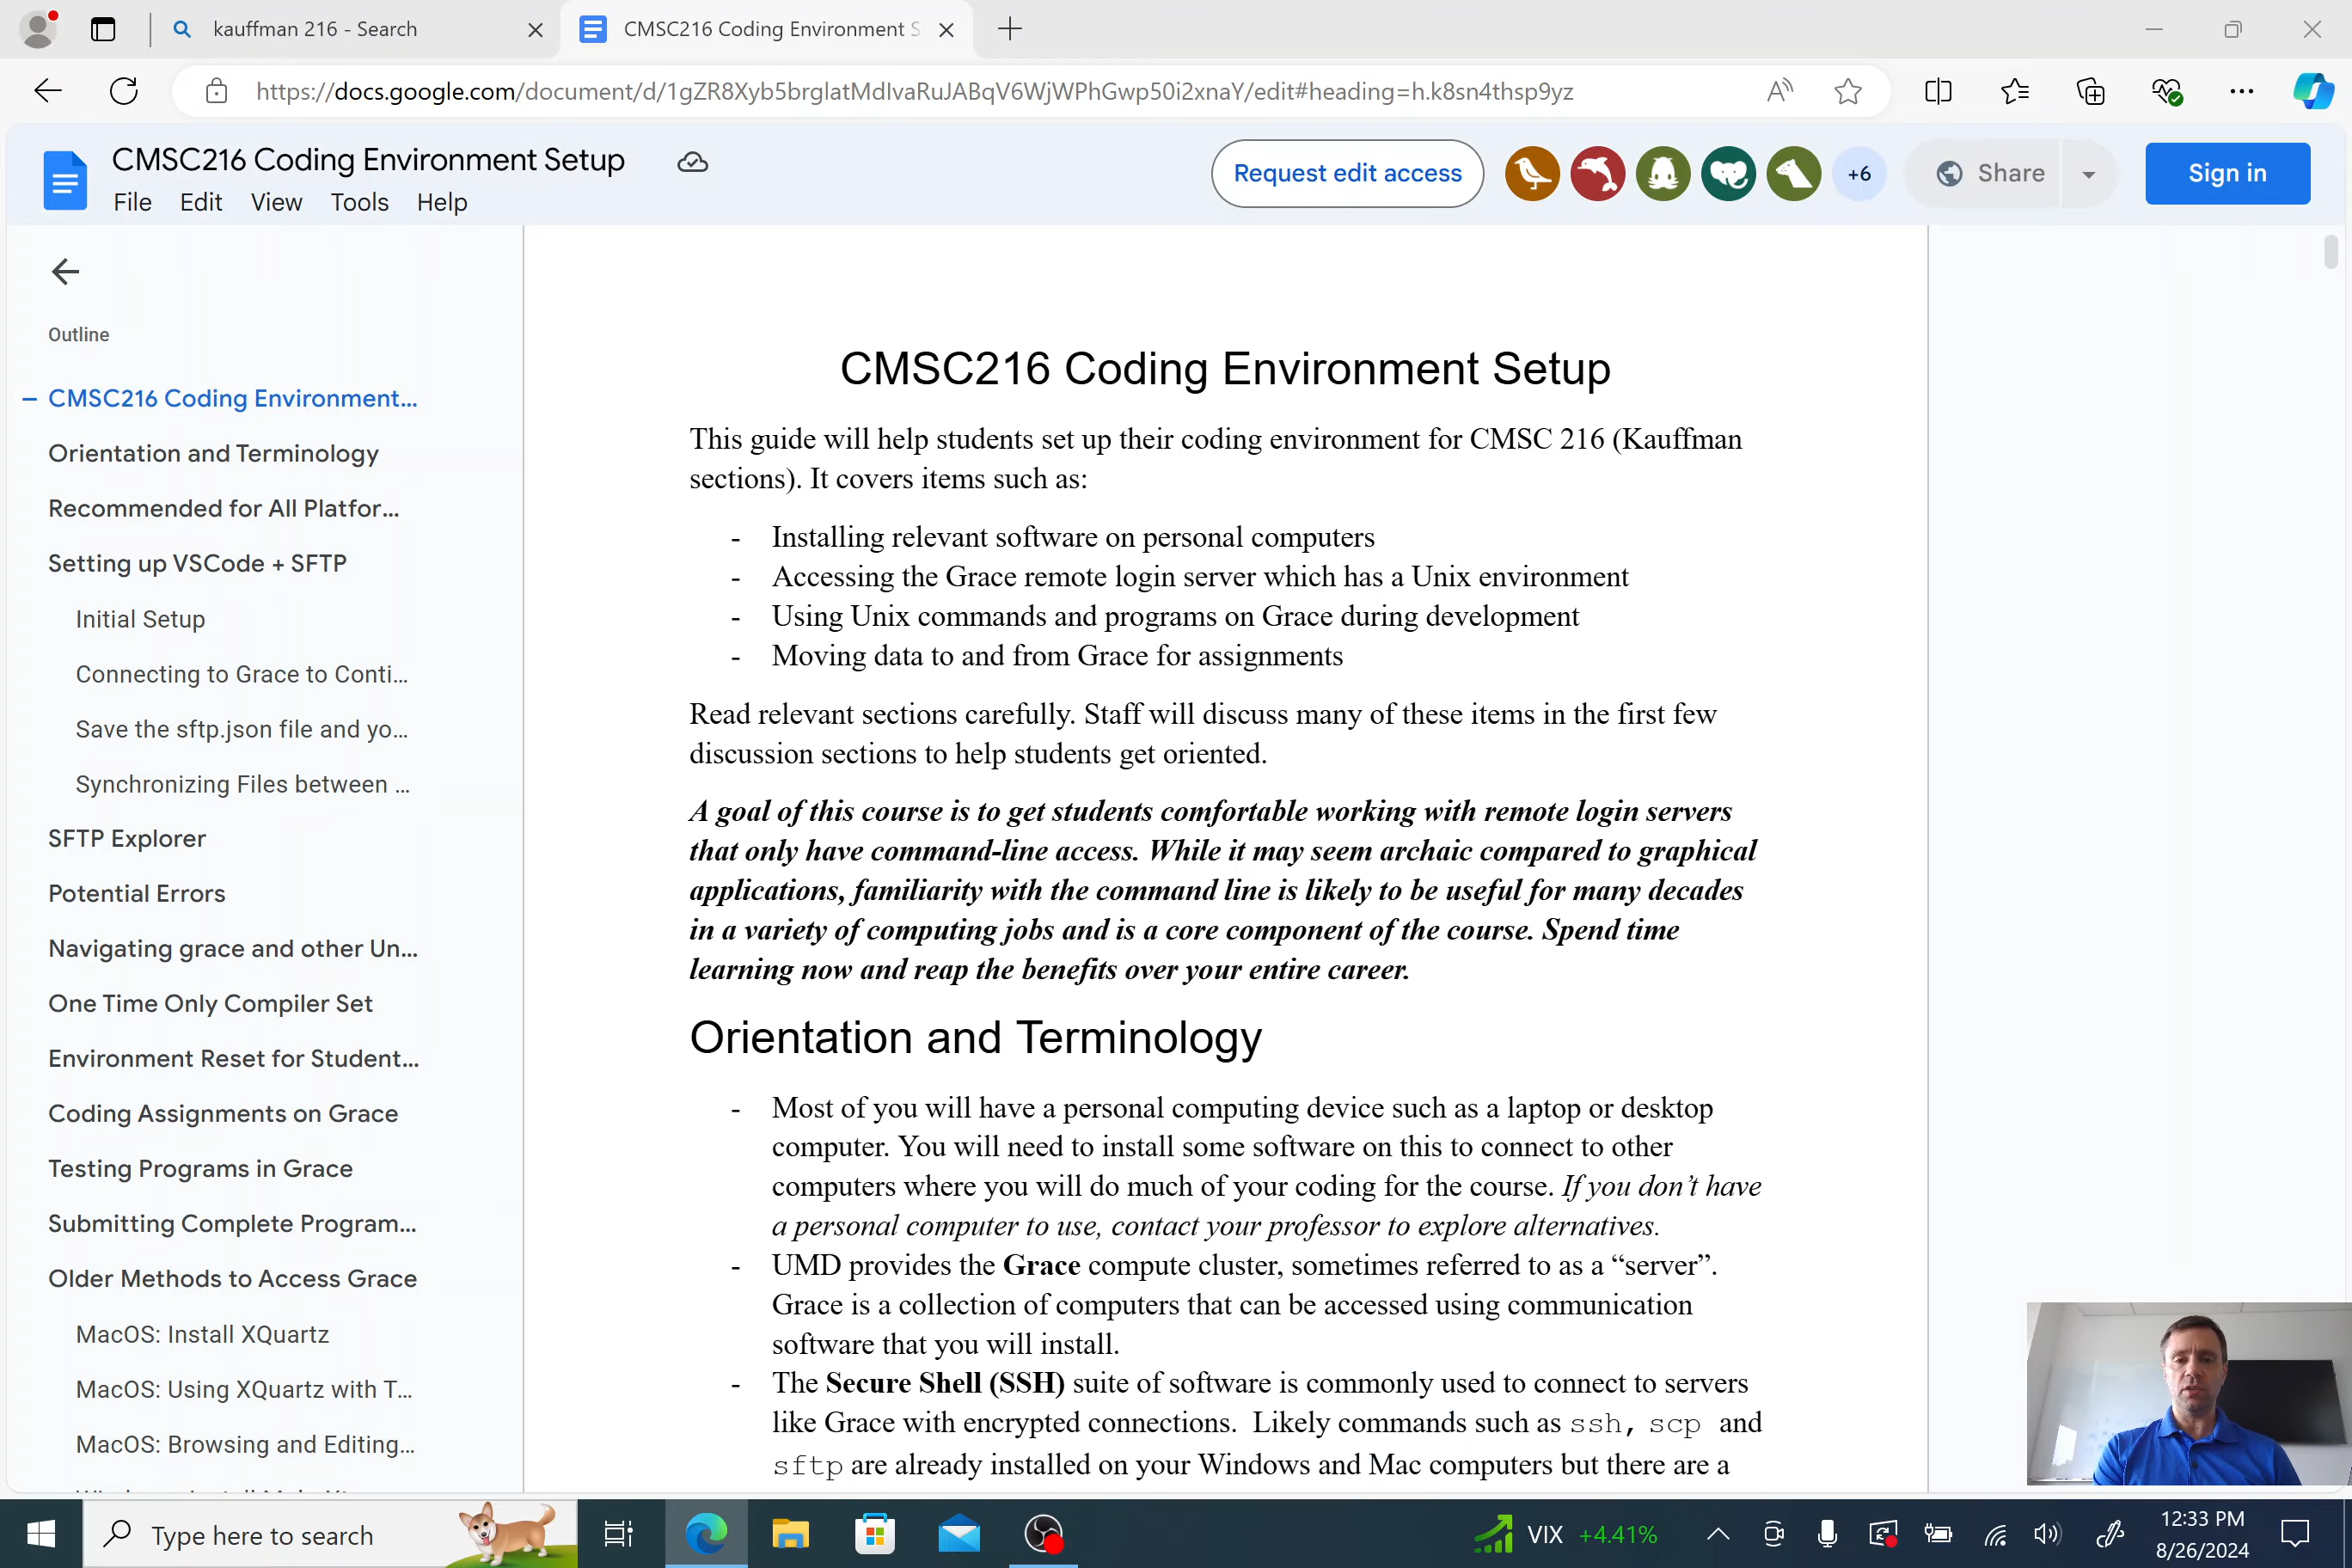 kauffman 216 - Search
CMSC216 Coding Environment S
https://docs.google.com/document/d/1gZR8Xyb5brglatMdIvaRuJABqV6WjWPhGwp50i2xnaY/edit#heading=h.k8sn4thsp9yz
CMSC216 Coding Environment Setup
File Edit View Tools Help
Request edit access
+6
Share
Sign in
Outline
CMSC216 Coding Environment...
Orientation and Terminology
Recommended for All Platfor...
Setting up VSCode + SFTP
Initial Setup
Connecting to Grace to Conti...
Save the sftp.json file and yo...
Synchronizing Files between ...
SFTP Explorer
Potential Errors
Navigating grace and other Un...
One Time Only Compiler Set
Environment Reset for Student...
Coding Assignments on Grace
Testing Programs in Grace
Submitting Complete Program...
Older Methods to Access Grace
MacOS: Install XQuartz
MacOS: Using XQuartz with T...
MacOS: Browsing and Editing...
CMSC216 Coding Environment Setup
This guide will help students set up their coding environment for CMSC 216 (Kauffman
sections). It covers items such as:
- Installing relevant software on personal computers
- Accessing the Grace remote login server which has a Unix environment
- Using Unix commands and programs on Grace during development
- Moving data to and from Grace for assignments
Read relevant sections carefully. Staff will discuss many of these items in the first few
discussion sections to help students get oriented.
A goal of this course is to get students comfortable working with remote login servers
that only have command-line access. While it may seem archaic compared to graphical
applications, familiarity with the command line is likely to be useful for many decades
in a variety of computing jobs and is a core component of the course. Spend time
learning now and reap the benefits over your entire career.
Orientation and Terminology
- Most of you will have a personal computing device such as a laptop or desktop
computer. You will need to install some software on this to connect to other
computers where you will do much of your coding for the course. If you don't have
a personal computer to use, contact your professor to explore alternatives.
- UMD provides the Grace compute cluster, sometimes referred to as a “server”.
Grace is a collection of computers that can be accessed using communication
software that you will install.
- The Secure Shell (SSH) suite of software is commonly used to connect to servers
like Grace with encrypted connections. Likely commands such as ssh, scp and
sftp are already installed on your Windows and Mac computers but there are a
Type here to search
VIX +4.41%
12:33 PM
8/26/2024